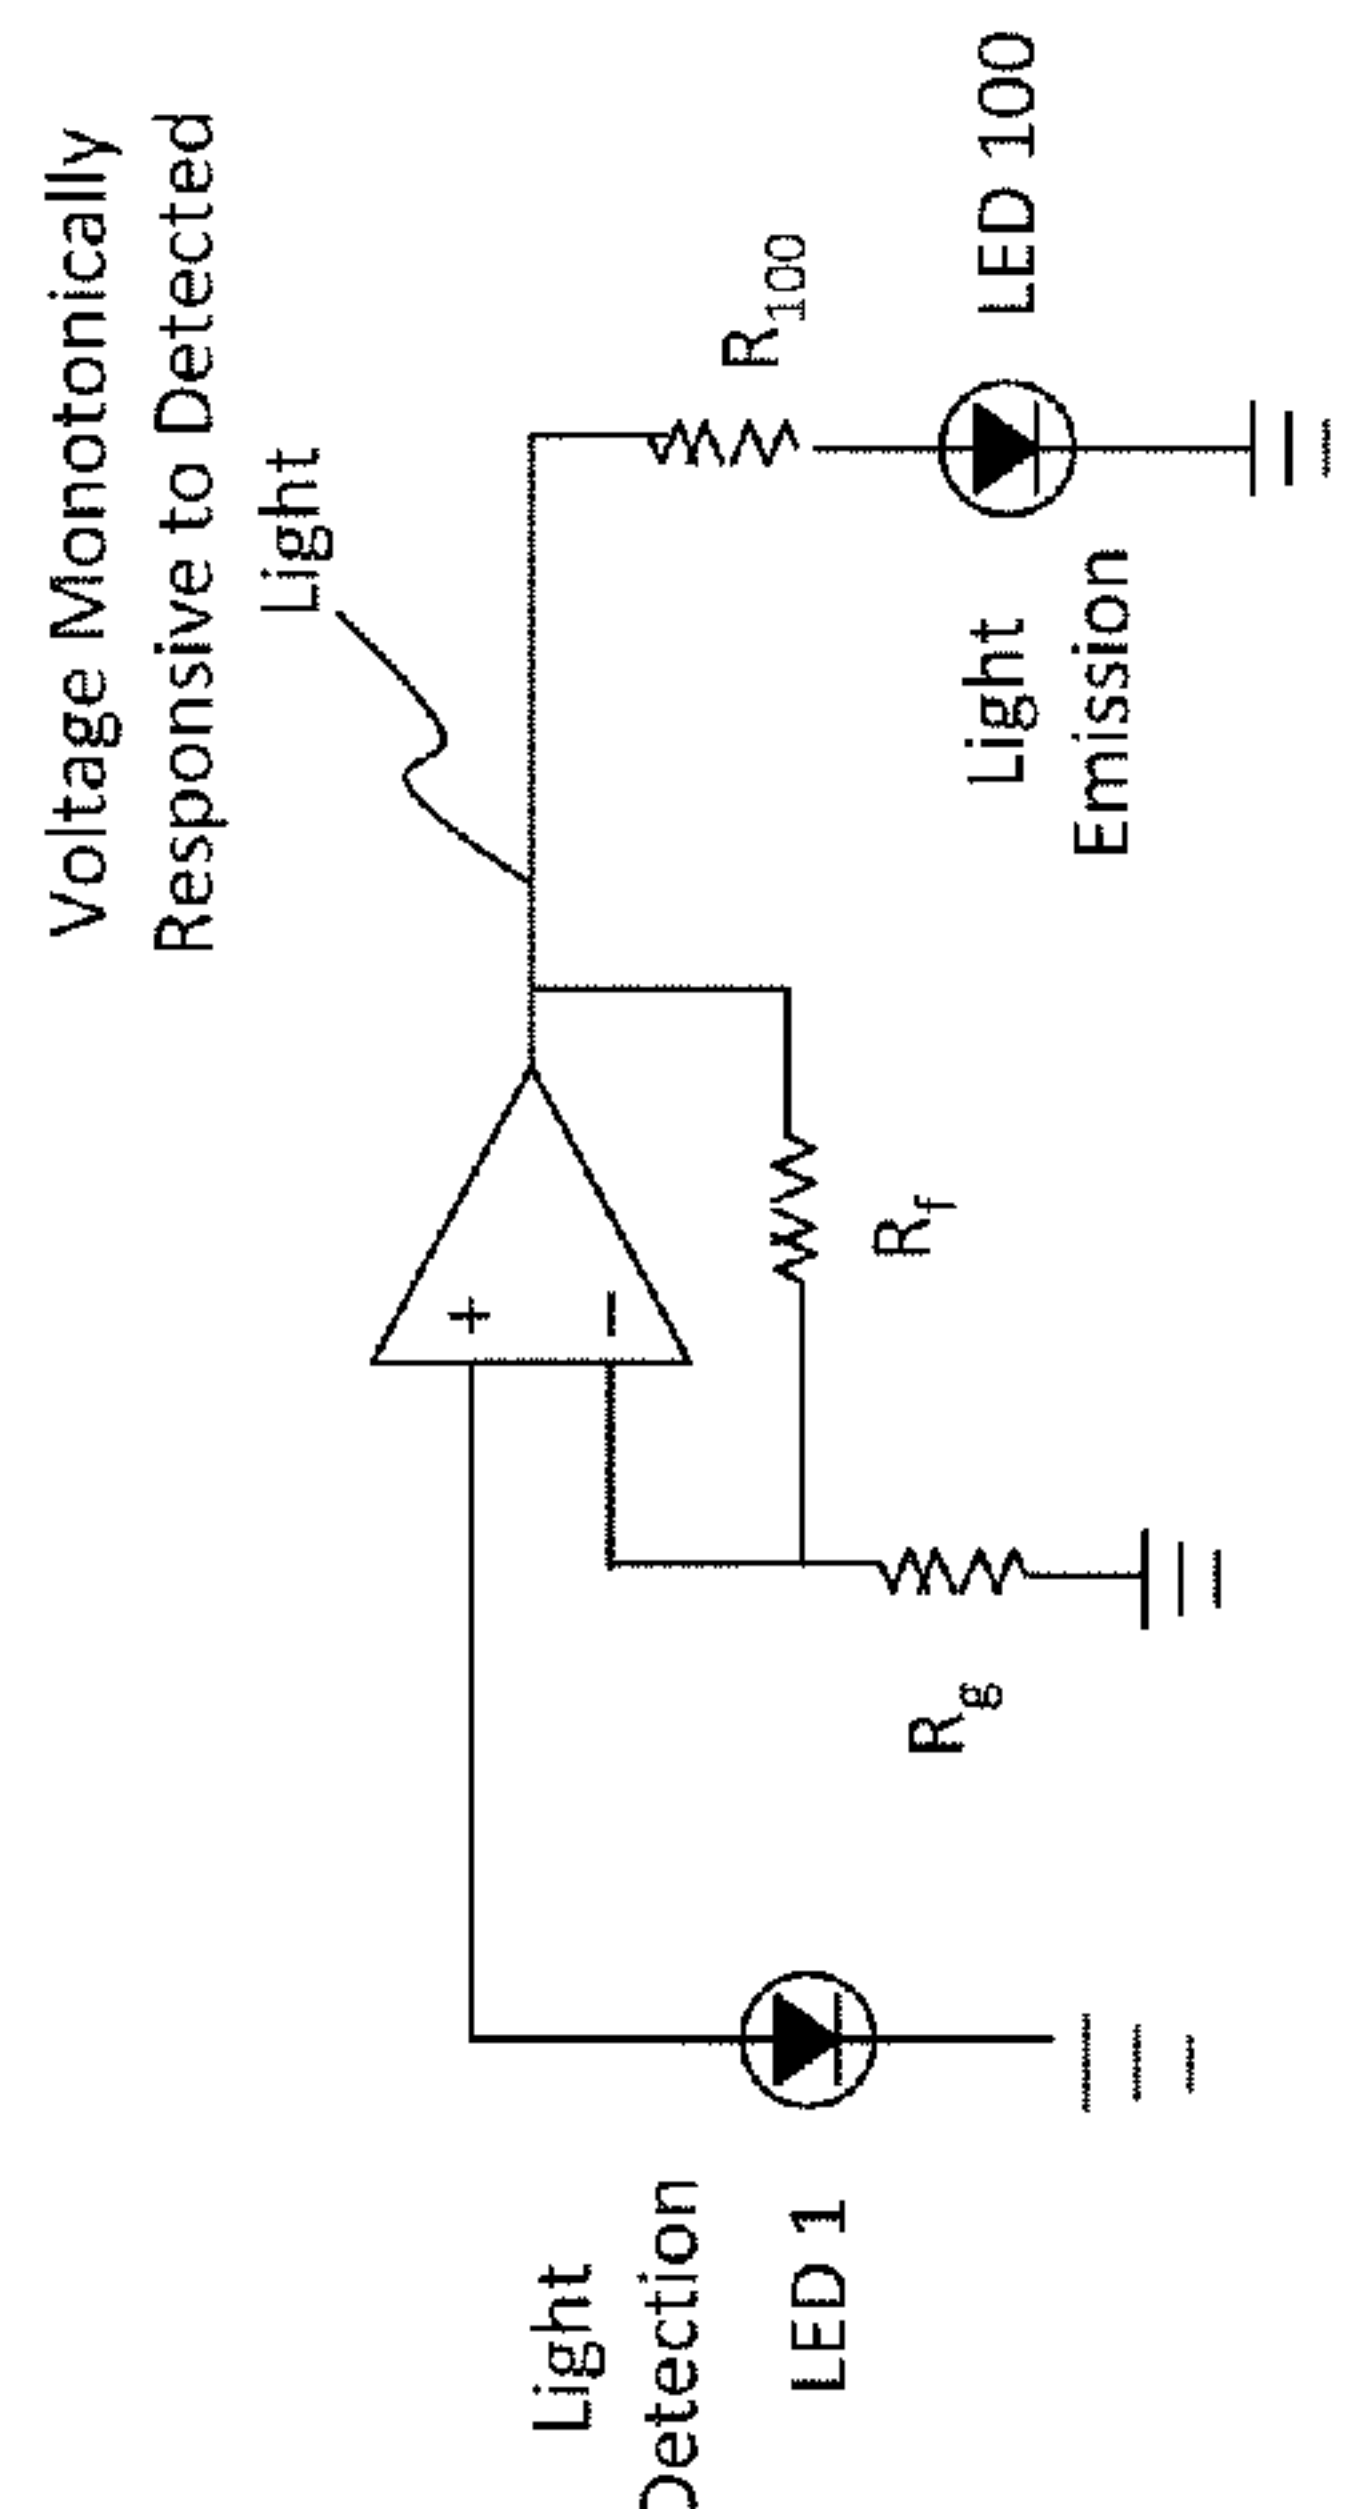 Voltage Monotonically
Responsive to Detected
Light
+
−
R100
Rf
Rg
Light
Detection
LED 1
Light
Emission
LED 100